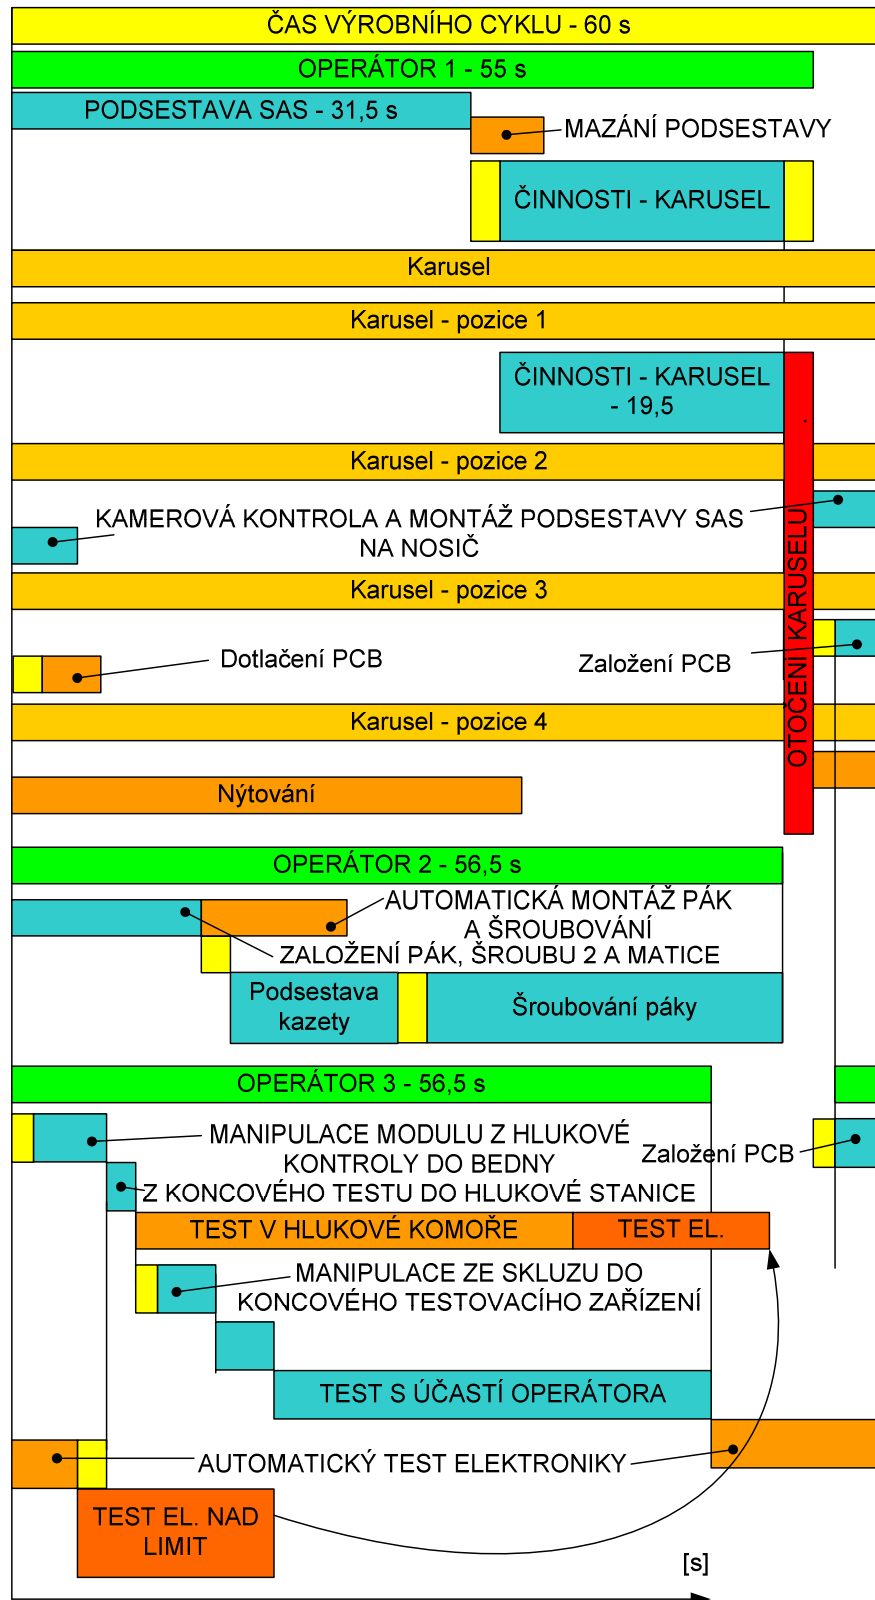 ČAS VÝROBNÍHO CYKLU - 60 s
OPERÁTOR 1 - 55 s
PODSESTAVA SAS - 31,5 s
MAZÁNÍ PODSESTAVY
ČINNOSTI - KARUSEL
Karusel
Karusel - pozice 1
ČINNOSTI - KARUSEL
- 19,5
Karusel - pozice 2
KAMEROVÁ KONTROLA A MONTÁŽ PODSESTAVY SAS
NA NOSIČ
OTOČENÍ KARUSELU
Karusel - pozice 3
Dotlačení PCB
Založení PCB
Karusel - pozice 4
Nýtování
OPERÁTOR 2 - 56,5 s
AUTOMATICKÁ MONTÁŽ PÁK
A ŠROUBOVÁNÍ
ZALOŽENÍ PÁK, ŠROUBU 2 A MATICE
Podsestava
kazety
Šroubování páky
OPERÁTOR 3 - 56,5 s
MANIPULACE MODULU Z HLUKOVÉ
KONTROLY DO BEDNY
Založení PCB
Z KONCOVÉHO TESTU DO HLUKOVÉ STANICE
TEST V HLUKOVÉ KOMOŘE
TEST EL.
MANIPULACE ZE SKLUZU DO
KONCOVÉHO TESTOVACÍHO ZAŘÍZENÍ
TEST S ÚČASTÍ OPERÁTORA
AUTOMATICKÝ TEST ELEKTRONIKY
TEST EL. NAD
LIMIT
[s]